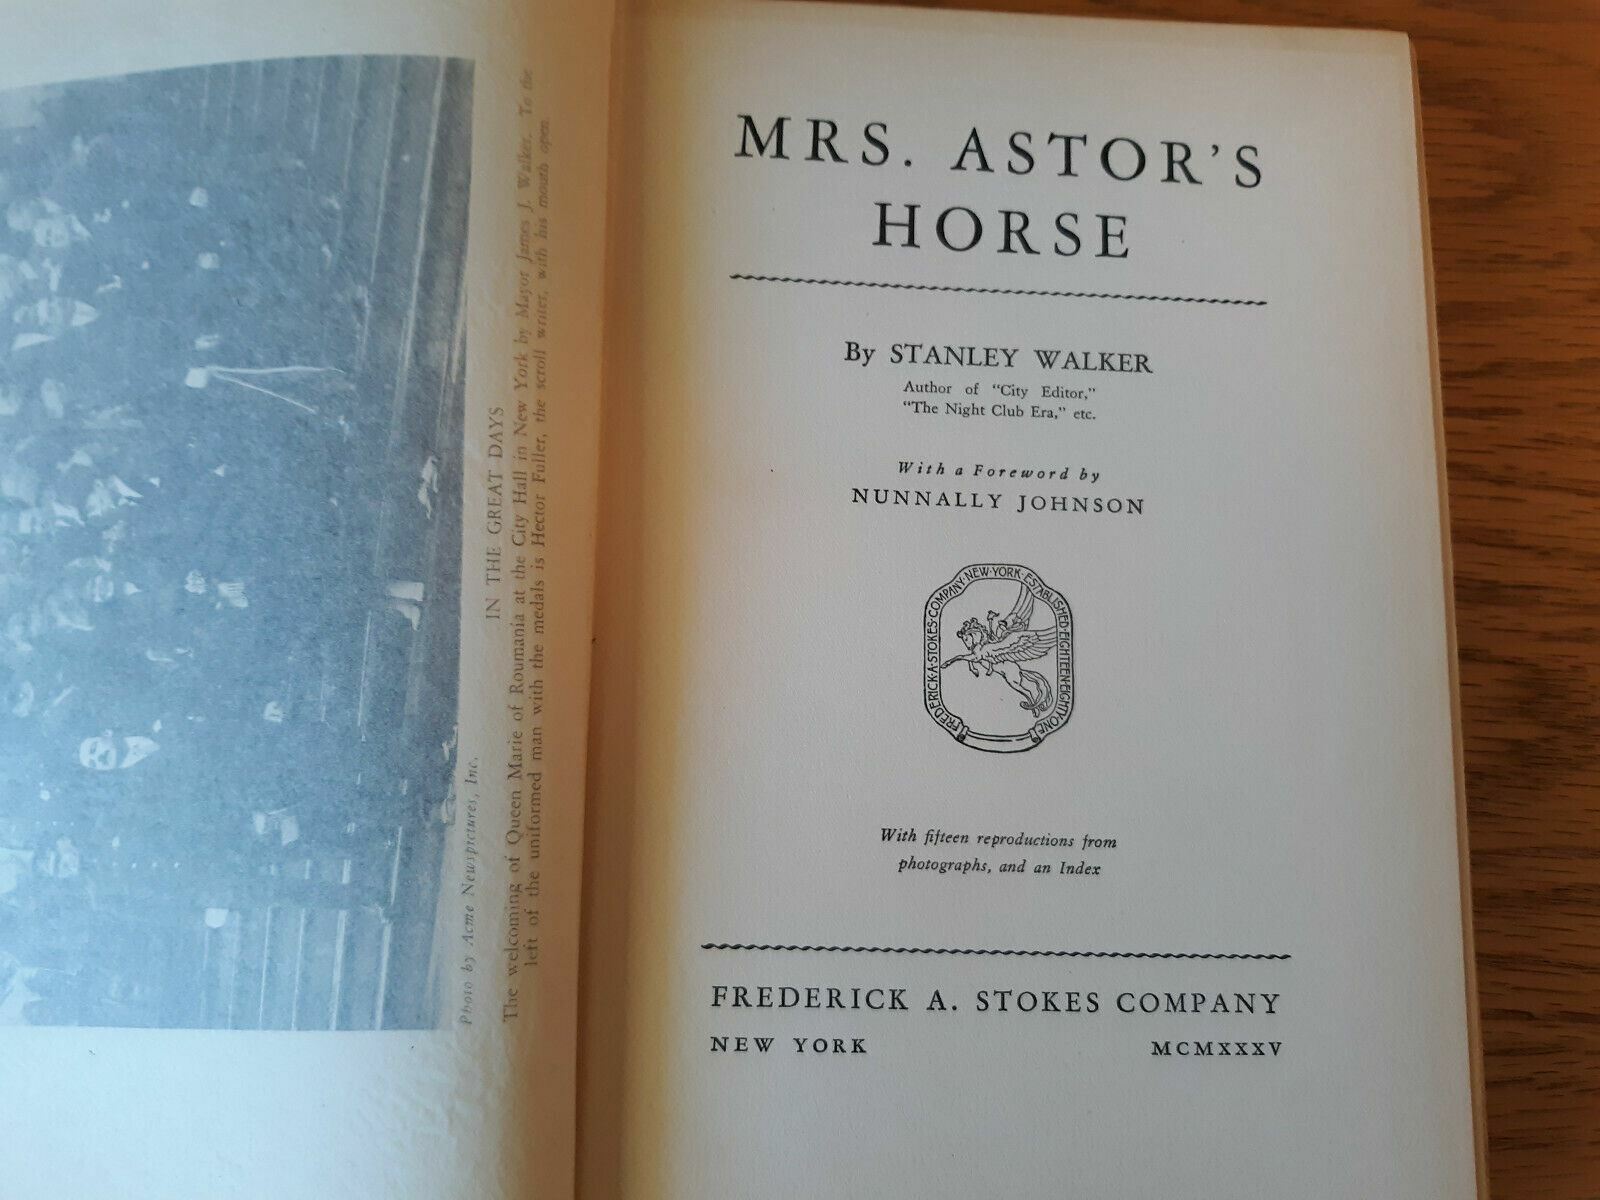 Photo by Acme Newspictures, Inc.
IN THE GREAT DAYS
The welcoming of Queen Marie of Roumania at the City Hall in New York by Mayor James J. Walker. To the
left of the uniformed man with the medals is Hector Fuller, the scroll writer, with his mouth open.
MRS. ASTOR'S
HORSE
By STANLEY WALKER
Author of "City Editor,"
"The Night Club Era," etc.
With a Foreword by
NUNNALLY JOHNSON
FREDERICK·A·STOKES·COMPANY·NEW·YORK·ESTABLISHED·EIGHTEEN·EIGHTYONE
With fifteen reproductions from
photographs, and an Index
FREDERICK A. STOKES COMPANY
NEW YORK MCMXXXV